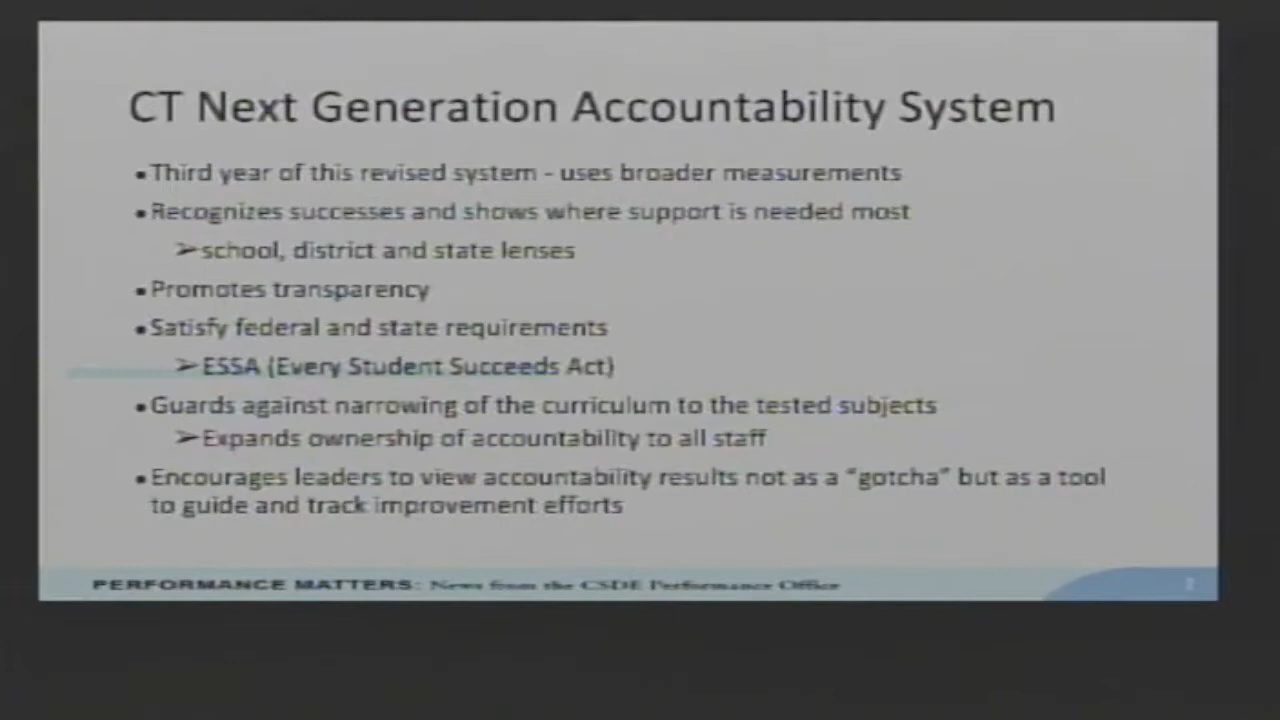 CT Next Generation Accountability System
▪Third year of this revised system - uses broader measurements
▪Recognizes successes and shows where support is needed most
➢school, district and state lenses
▪Promotes transparency
▪Satisfy federal and state requirements
➢ESSA (Every Student Succeeds Act)
▪Guards against narrowing of the curriculum to the tested subjects
➢Expands ownership of accountability to all staff
▪Encourages leaders to view accountability results not as a “gotcha” but as a tool
to guide and track improvement efforts
PERFORMANCE MATTERS: News from the CSDE Performance Office
2